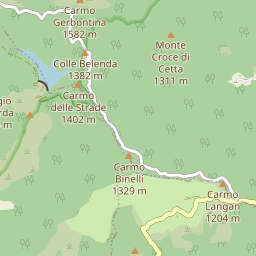 Carmo
Gerbontina
1582 m
Monte
Croce di
Cetta
1311 m
Colle Belenda
1382 m
Carmo
delle Strade
1402 m
Carmo
Binelli
1329 m
Carmo
Langan
1204 m